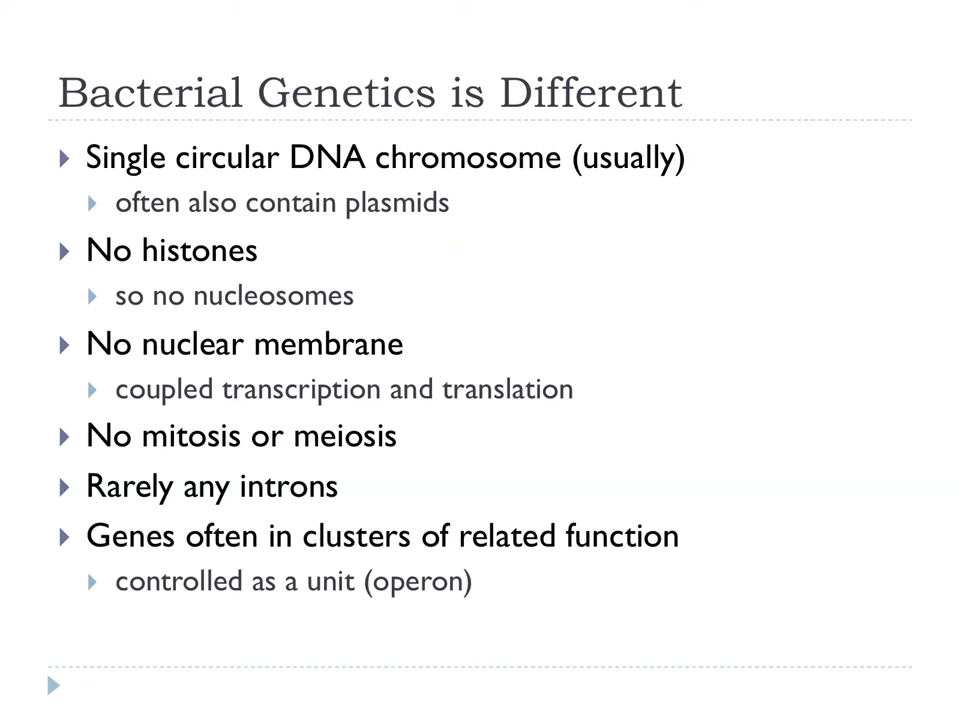 Bacterial Genetics is Different
Single circular DNA chromosome (usually)
often also contain plasmids
No histones
so no nucleosomes
No nuclear membrane
coupled transcription and translation
No mitosis or meiosis
Rarely any introns
Genes often in clusters of related function
controlled as a unit (operon)